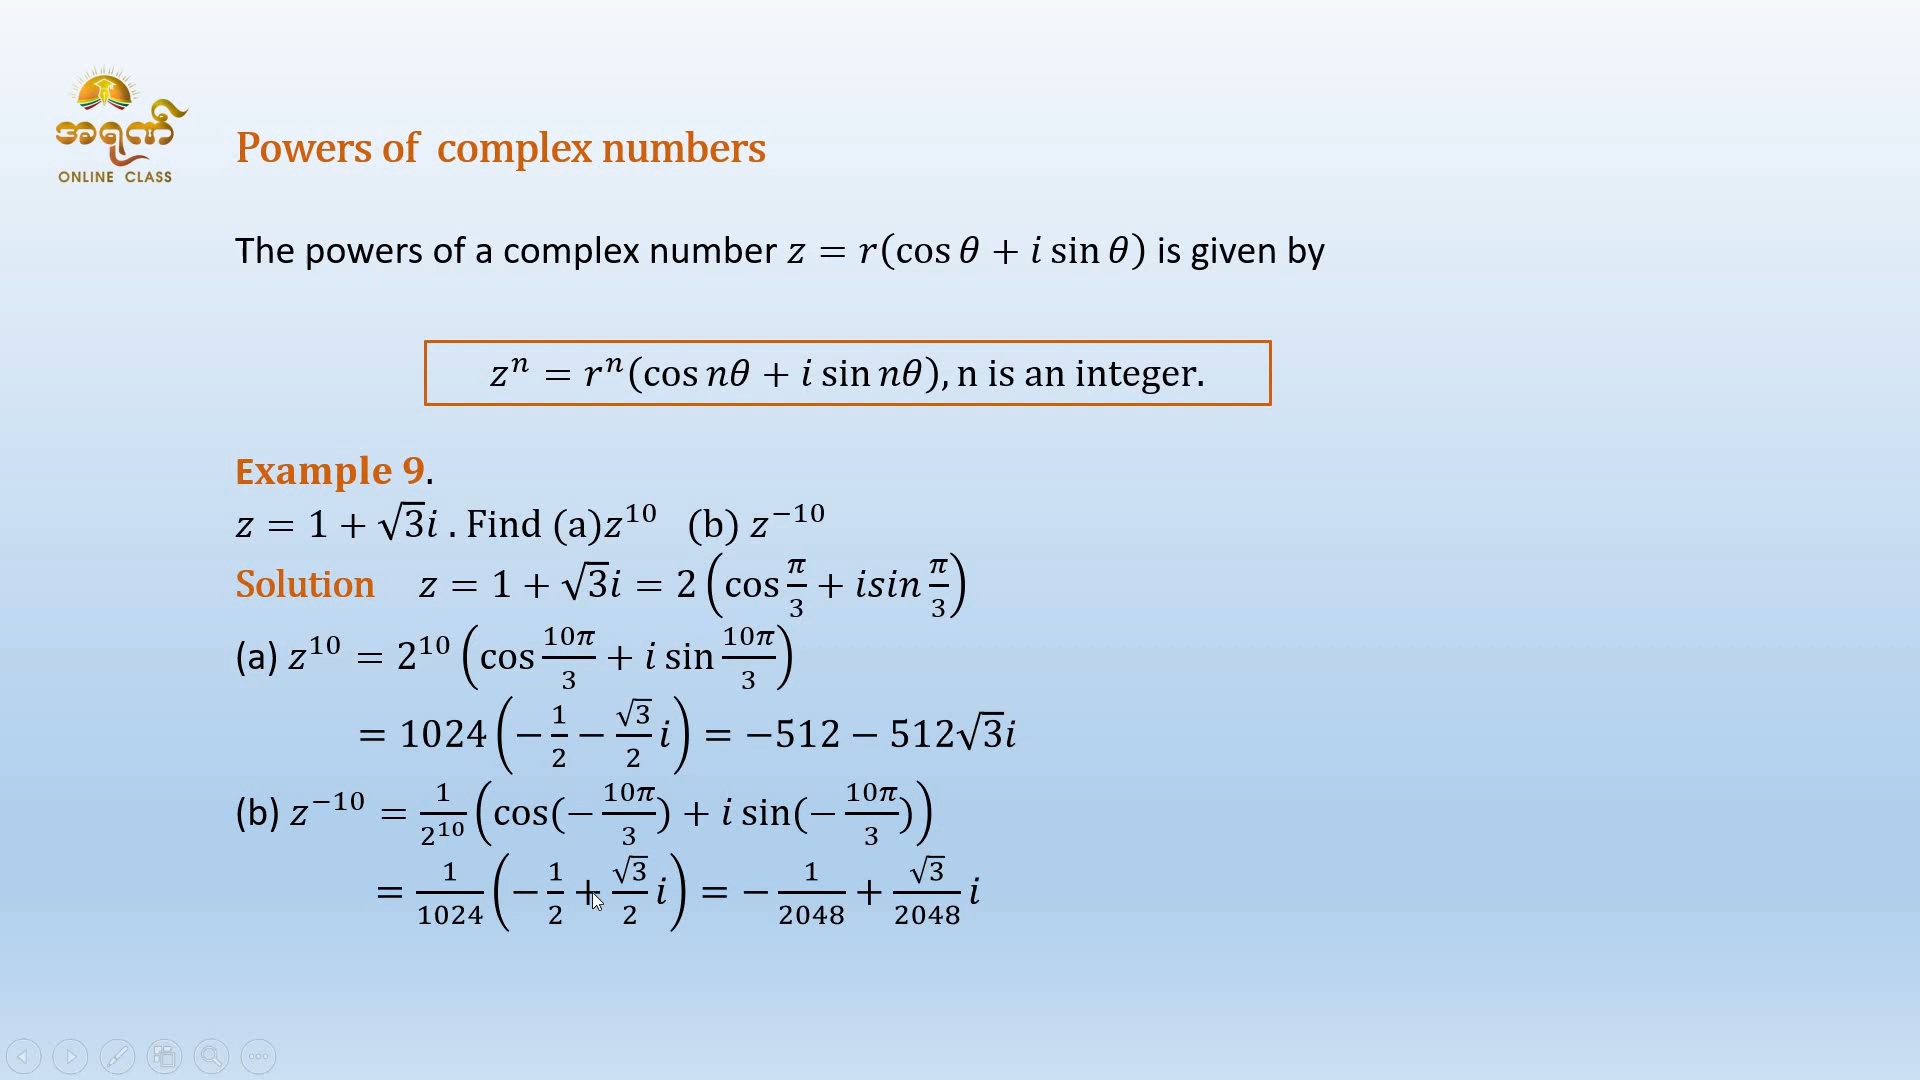 အရုဏ်
ONLINE CLASS
Powers of complex numbers
The powers of a complex number z = r(cos θ + i sin θ) is given by
zⁿ = rⁿ(cos nθ + i sin nθ), n is an integer.
Example 9.
z = 1 + √3i . Find (a)z¹⁰ (b) z⁻¹⁰
Solution z = 1 + √3i = 2(cos π/3 + isin π/3)
(a) z¹⁰ = 2¹⁰(cos 10π/3 + i sin 10π/3)
= 1024(−1/2 − √3/2 i) = −512 − 512√3i
(b) z⁻¹⁰ = 1/2¹⁰ (cos(−10π/3) + i sin(−10π/3))
= 1/1024 (−1/2 + √3/2 i) = −1/2048 + √3/2048 i